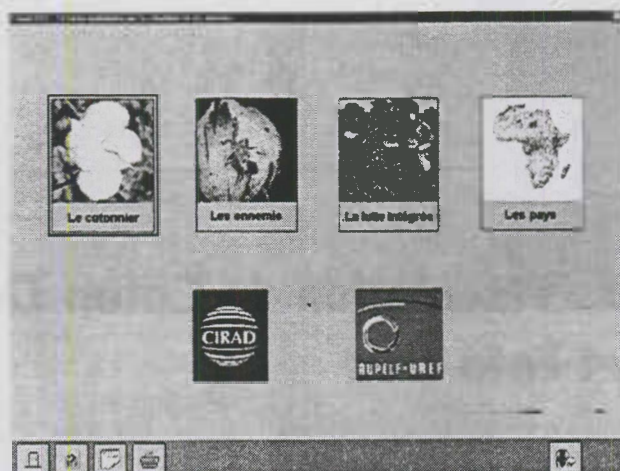 Le cotonnier
Les ennemis
La lutte intégrée
Les pays
CIRAD
AUPELF-UREF